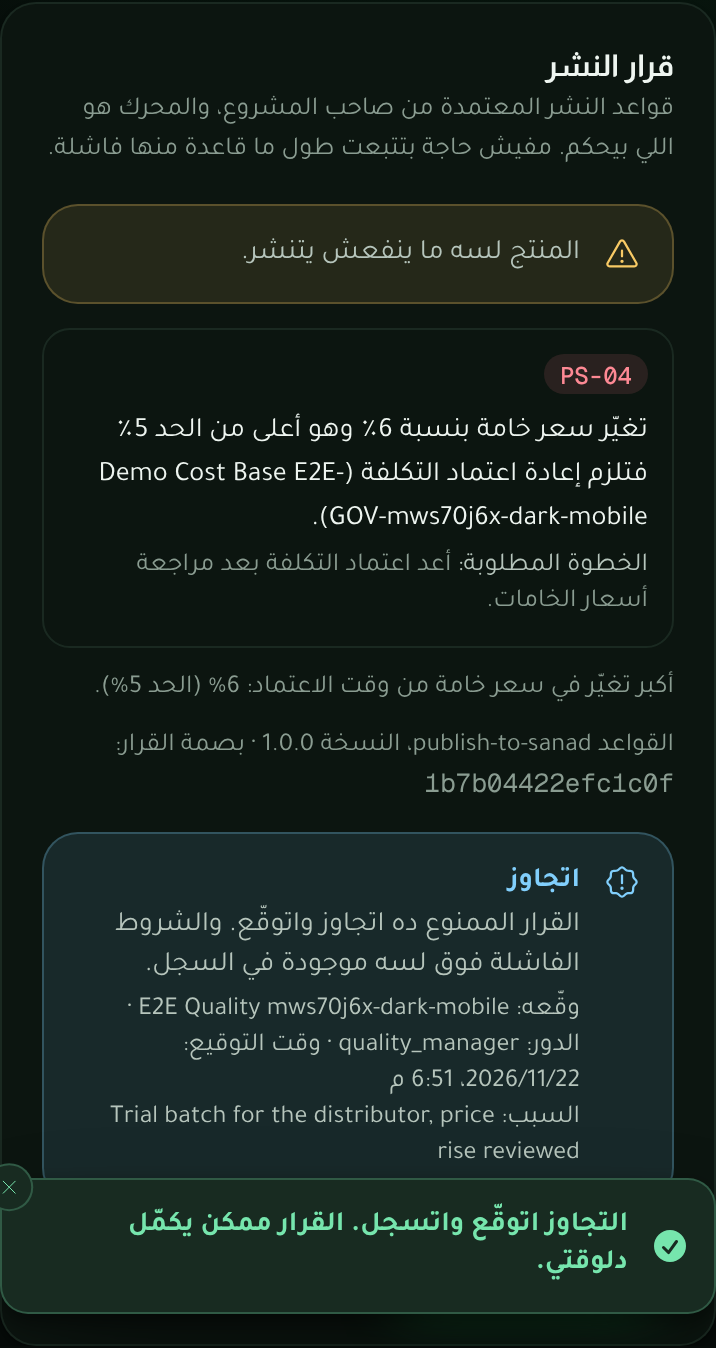 قرار النشر
قواعد النشر المعتمدة من صاحب المشروع، والمحرك هو
اللي بيحكم. مفيش حاجة بتتبعت طول ما قاعدة منها فاشلة.
المنتج لسه ما ينفعش يتنشر.
PS-04
تغيّر سعر خامة بنسبة 6٪ وهو أعلى من الحد 5٪
فتلزم إعادة اعتماد التكلفة (Demo Cost Base E2E-
GOV-mws70j6x-dark-mobile).
الخطوة المطلوبة: أعد اعتماد التكلفة بعد مراجعة
أسعار الخامات.
أكبر تغيّر في سعر خامة من وقت الاعتماد: 6% (الحد 5%).
القواعد publish-to-sanad، النسخة 1.0.0 · بصمة القرار:
1b7b04422efc1c0f
اتجاوز
القرار الممنوع ده اتجاوز واتوقّع. والشروط
الفاشلة فوق لسه موجودة في السجل.
وقّعه: E2E Quality mws70j6x-dark-mobile ·
الدور: quality_manager · وقت التوقيع:
2026/11/22، 6:51 م
السبب: Trial batch for the distributor, price
rise reviewed
التجاوز اتوقّع واتسجل. القرار ممكن يكمّل
دلوقتي.